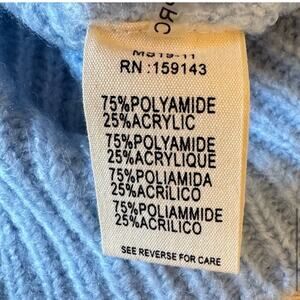 RN :159143
75%POLYAMIDE
25%ACRYLIC
75%POLYAMIDE
25%ACRYLIQUE
75%POLIAMIDA
25%ACRíLICO
75%POLIAMMIDE
25%ACRILICO
SEE REVERSE FOR CARE